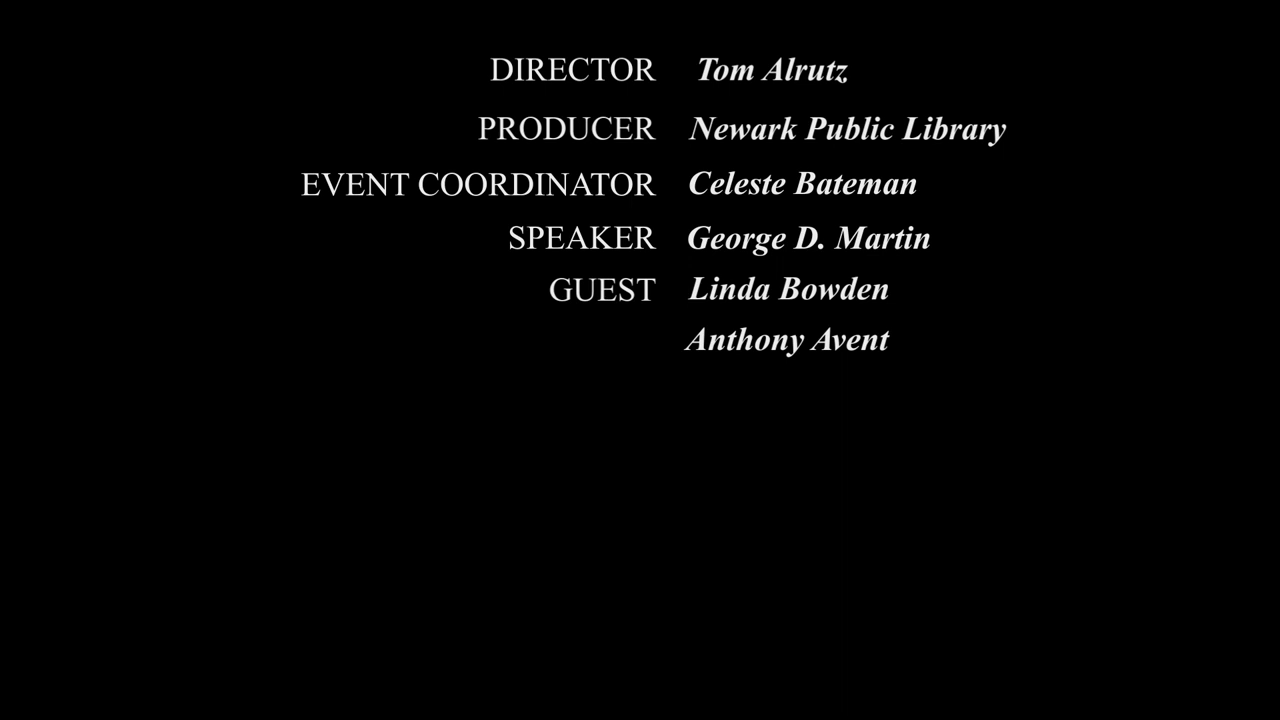 DIRECTOR Tom Alrutz
PRODUCER Newark Public Library
EVENT COORDINATOR Celeste Bateman
SPEAKER George D. Martin
GUEST Linda Bowden
Anthony Avent